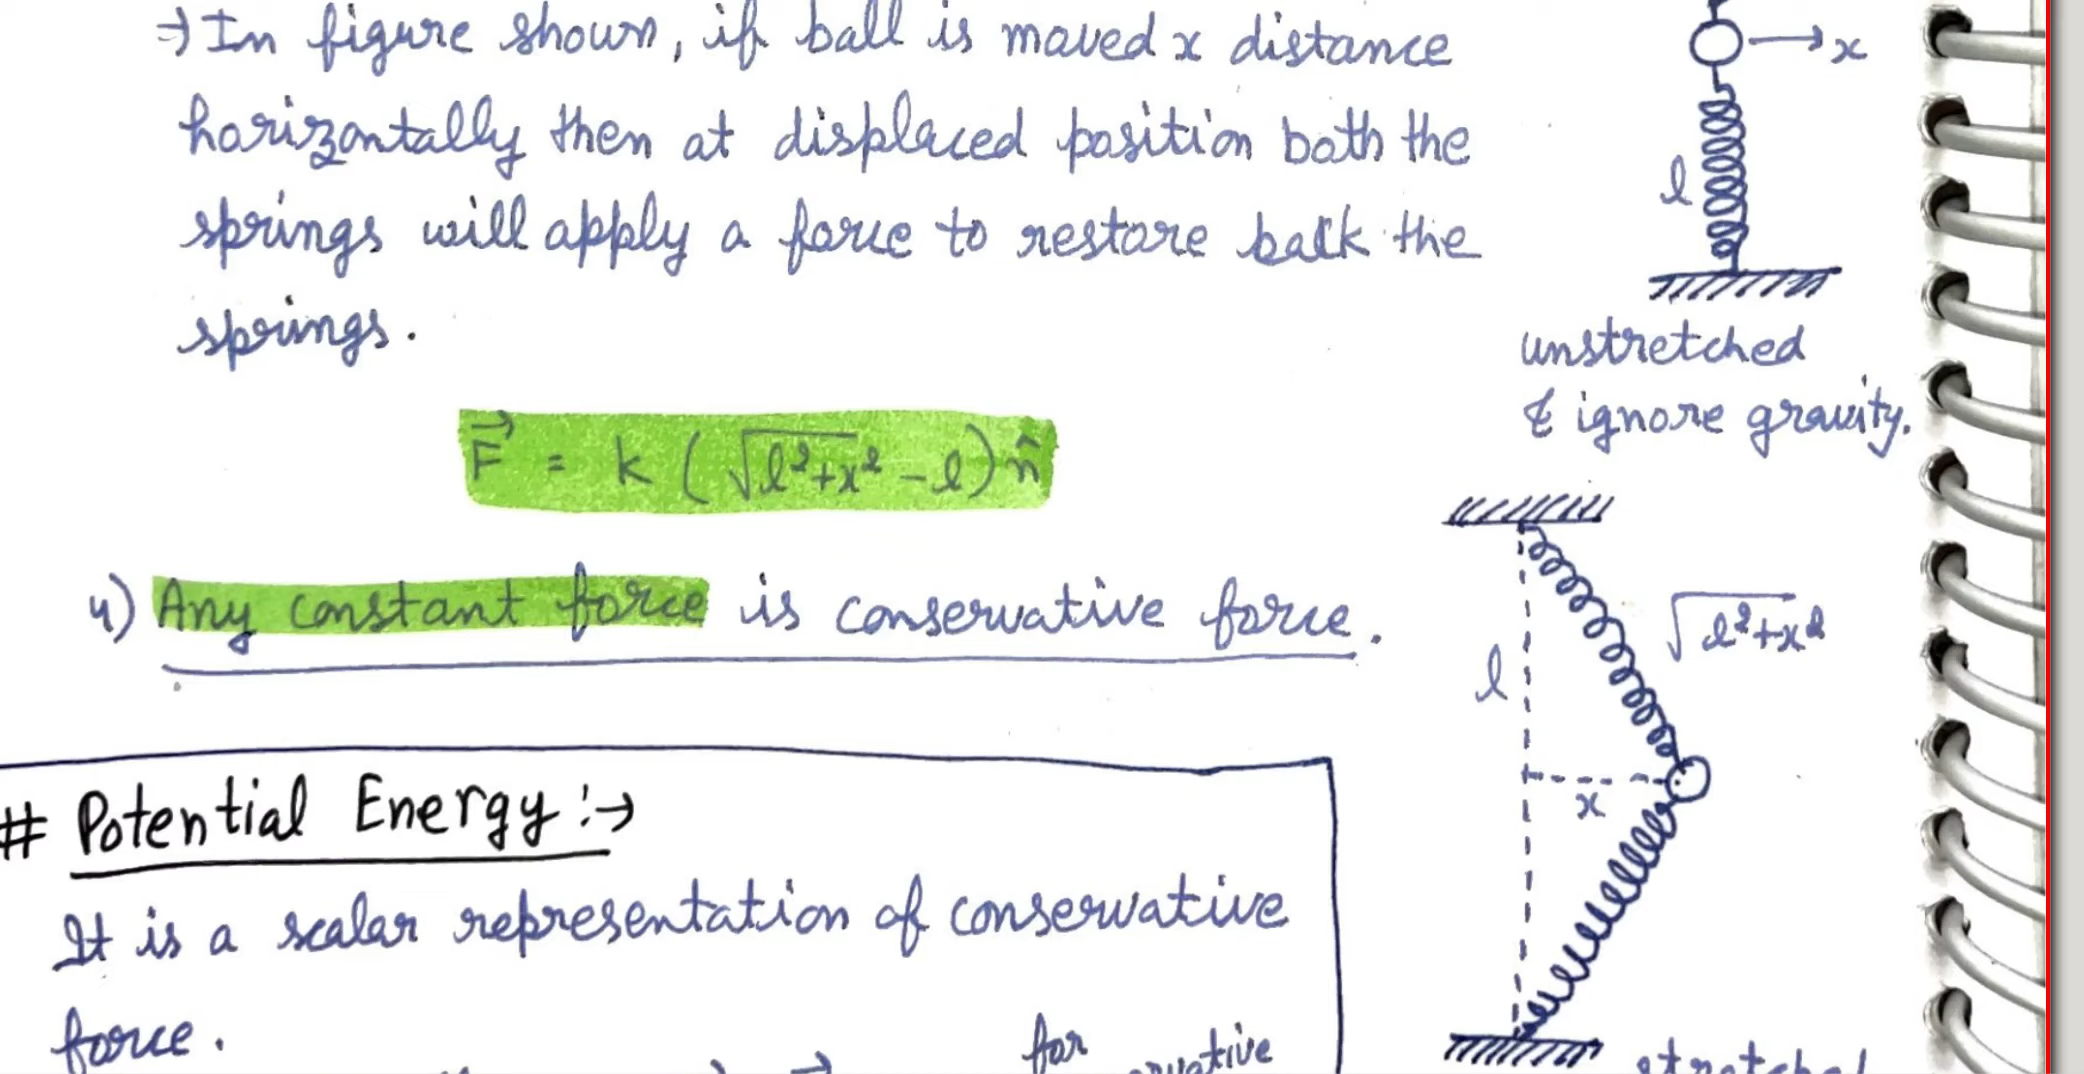 ⇒ In figure shown, if ball is moved x distance
horizontally then at displaced position both the
springs will apply a force to restore back the
springs.
→ x
l
unstretched
& ignore gravity.
F⃗ = k (√l²+x² - l) n̂
4) Any constant force is conservative force.
l
√l²+x²
x
# Potential Energy :→
It is a scalar representation of conservative
force.
for
stretched